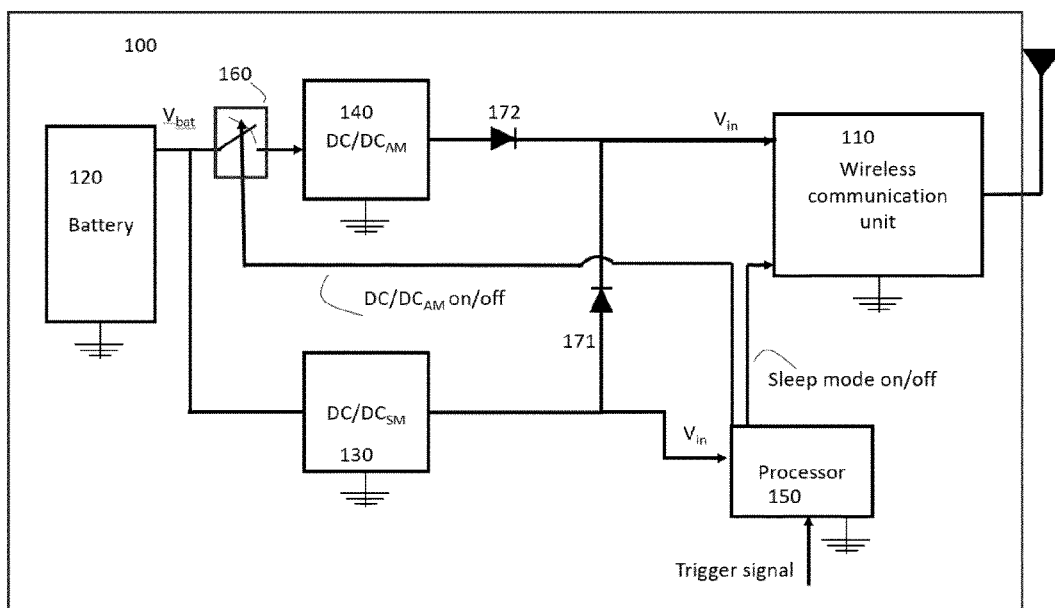 100
160
V_bat
140
DC/DC_AM
172
V_in
110
Wireless
communication
unit
120
Battery
DC/DC_AM on/off
171
Sleep mode on/off
DC/DC_SM
130
V_in
Processor
150
Trigger signal